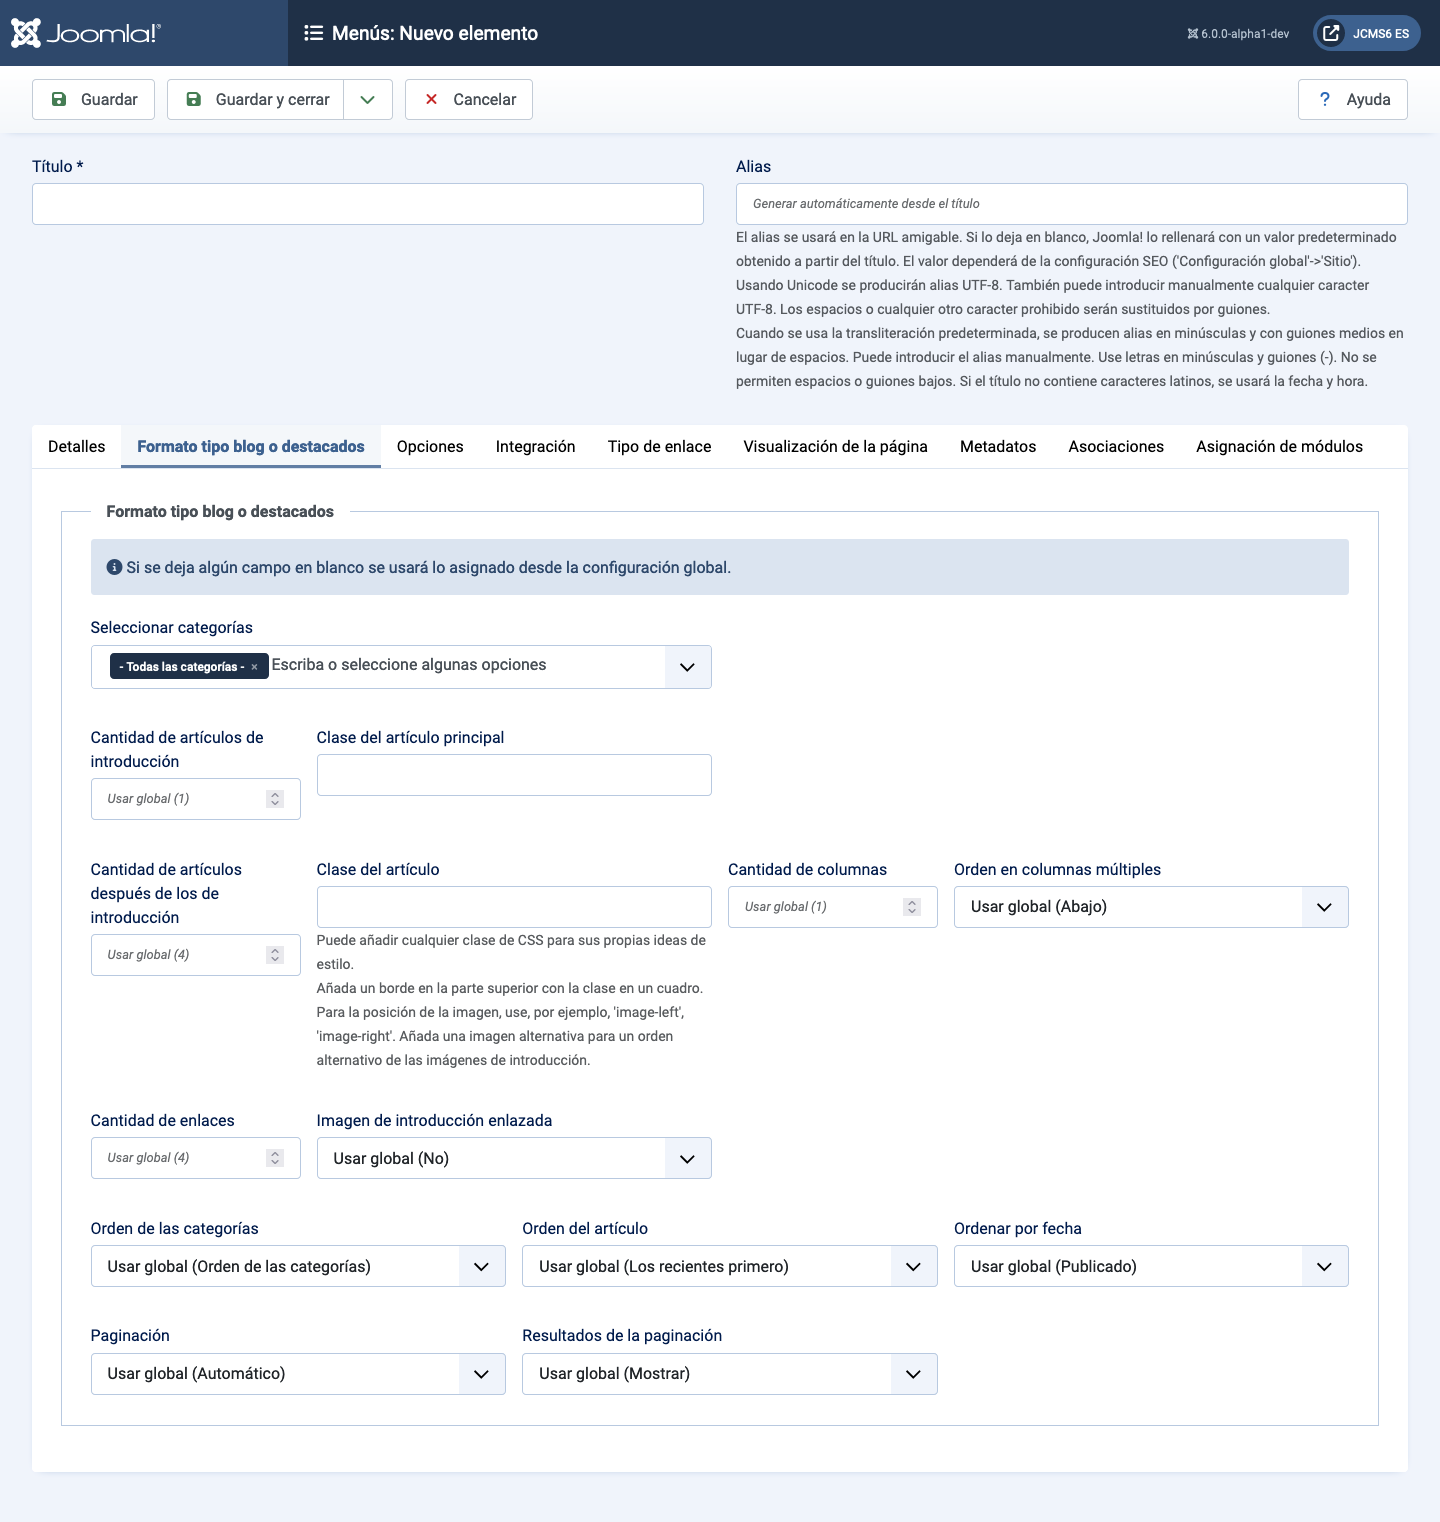 Joomla!®
Menús: Nuevo elemento
6.0.0-alpha1-dev
JCMS6 ES
Guardar
Guardar y cerrar
Cancelar
? Ayuda
Título *
Alias
Generar automáticamente desde el título
El alias se usará en la URL amigable. Si lo deja en blanco, Joomla! lo rellenará con un valor predeterminado
obtenido a partir del título. El valor dependerá de la configuración SEO ('Configuración global'->'Sitio').
Usando Unicode se producirán alias UTF-8. También puede introducir manualmente cualquier caracter
UTF-8. Los espacios o cualquier otro caracter prohibido serán sustituidos por guiones.
Cuando se usa la transliteración predeterminada, se producen alias en minúsculas y con guiones medios en
lugar de espacios. Puede introducir el alias manualmente. Use letras en minúsculas y guiones (-). No se
permiten espacios o guiones bajos. Si el título no contiene caracteres latinos, se usará la fecha y hora.
Detalles
Formato tipo blog o destacados
Opciones
Integración
Tipo de enlace
Visualización de la página
Metadatos
Asociaciones
Asignación de módulos
Formato tipo blog o destacados
Si se deja algún campo en blanco se usará lo asignado desde la configuración global.
Seleccionar categorías
- Todas las categorías - ×
Escriba o seleccione algunas opciones
Cantidad de artículos de
introducción
Usar global (1)
Clase del artículo principal
Cantidad de artículos
después de los de
introducción
Usar global (4)
Clase del artículo
Puede añadir cualquier clase de CSS para sus propias ideas de
estilo.
Añada un borde en la parte superior con la clase en un cuadro.
Para la posición de la imagen, use, por ejemplo, 'image-left',
'image-right'. Añada una imagen alternativa para un orden
alternativo de las imágenes de introducción.
Cantidad de columnas
Usar global (1)
Orden en columnas múltiples
Usar global (Abajo)
Cantidad de enlaces
Usar global (4)
Imagen de introducción enlazada
Usar global (No)
Orden de las categorías
Usar global (Orden de las categorías)
Orden del artículo
Usar global (Los recientes primero)
Ordenar por fecha
Usar global (Publicado)
Paginación
Usar global (Automático)
Resultados de la paginación
Usar global (Mostrar)